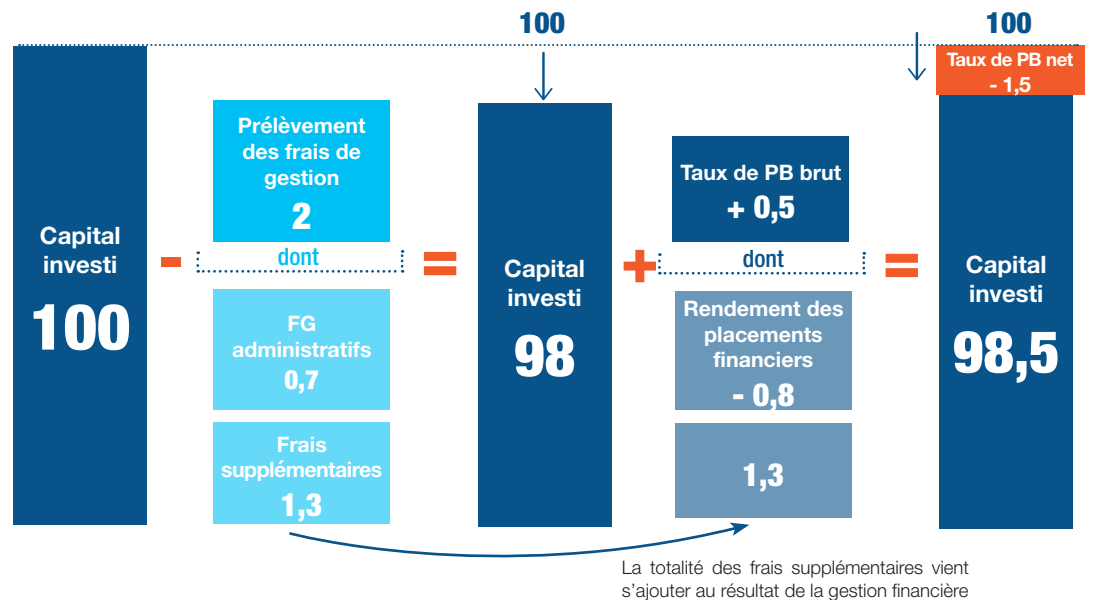 100
100
Capital
investi
100
-
Prélèvement
des frais de
gestion
2
dont
FG
administratifs
0,7
Frais
supplémentaires
1,3
=
Capital
investi
98
+
Taux de PB brut
+ 0,5
dont
Rendement des
placements
financiers
- 0,8
1,3
=
Taux de PB net
- 1,5
Capital
investi
98,5
La totalité des frais supplémentaires vient
s'ajouter au résultat de la gestion financière